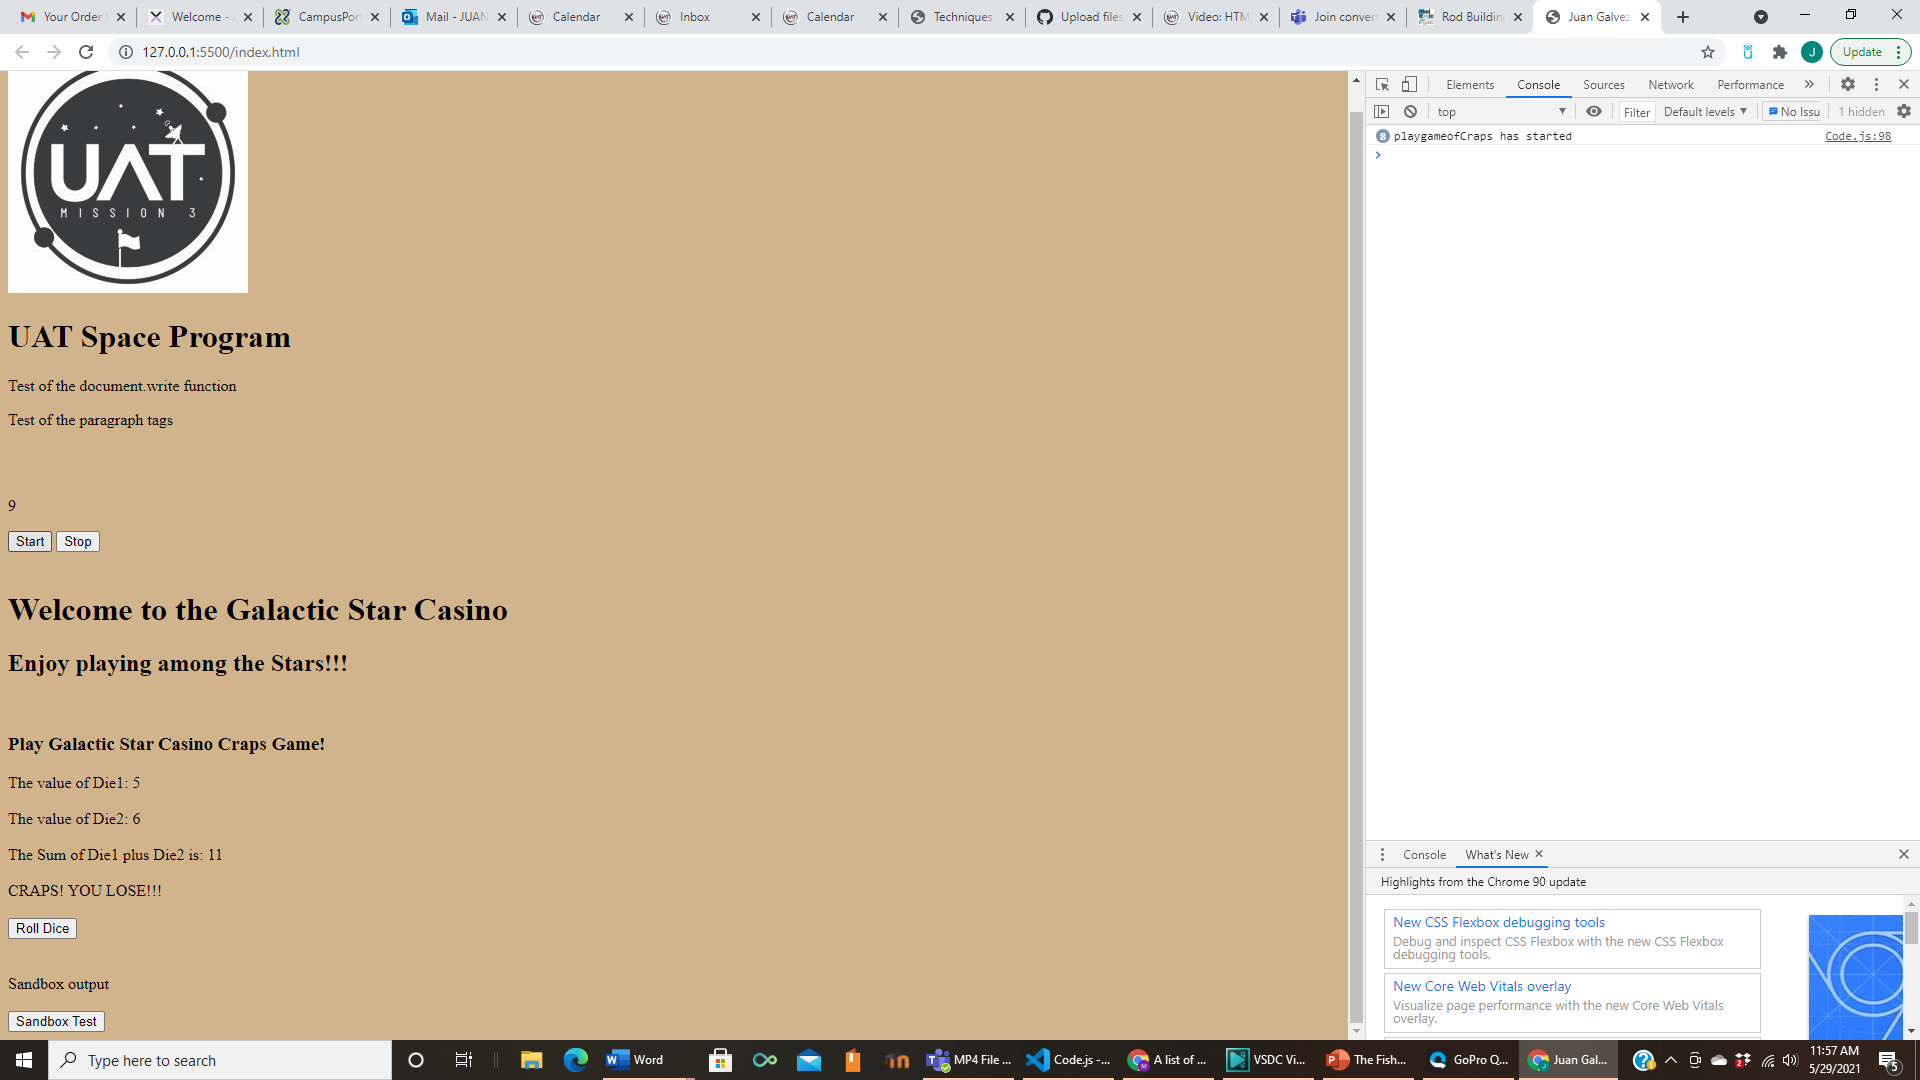 Your Order
Welcome -
CampusPor
Mail - JUAN
Calendar
Inbox
Calendar
Techniques
Upload files
Video: HTM
Join conver
Rod Buildin
Juan Galvez
127.0.0.1:5500/index.html
J
Update
UAT
MISSION 3
UAT Space Program
Test of the document.write function
Test of the paragraph tags
9
Start
Stop
Welcome to the Galactic Star Casino
Enjoy playing among the Stars!!!
Play Galactic Star Casino Craps Game!
The value of Die1: 5
The value of Die2: 6
The Sum of Die1 plus Die2 is: 11
CRAPS! YOU LOSE!!!
Roll Dice
Sandbox output
Sandbox Test
Elements
Console
Sources
Network
Performance
top
Filter
Default levels
No Issu
1 hidden
8 playgameofCraps has started
Code.js:98
Console
What's New
Highlights from the Chrome 90 update
New CSS Flexbox debugging tools
Debug and inspect CSS Flexbox with the new CSS Flexbox
debugging tools.
New Core Web Vitals overlay
Visualize page performance with the new Core Web Vitals
overlay.
Type here to search
Word
MP4 File ...
Code.js -...
A list of ...
VSDC Vi...
The Fish...
GoPro Q...
Juan Gal...
11:57 AM
5/29/2021
5